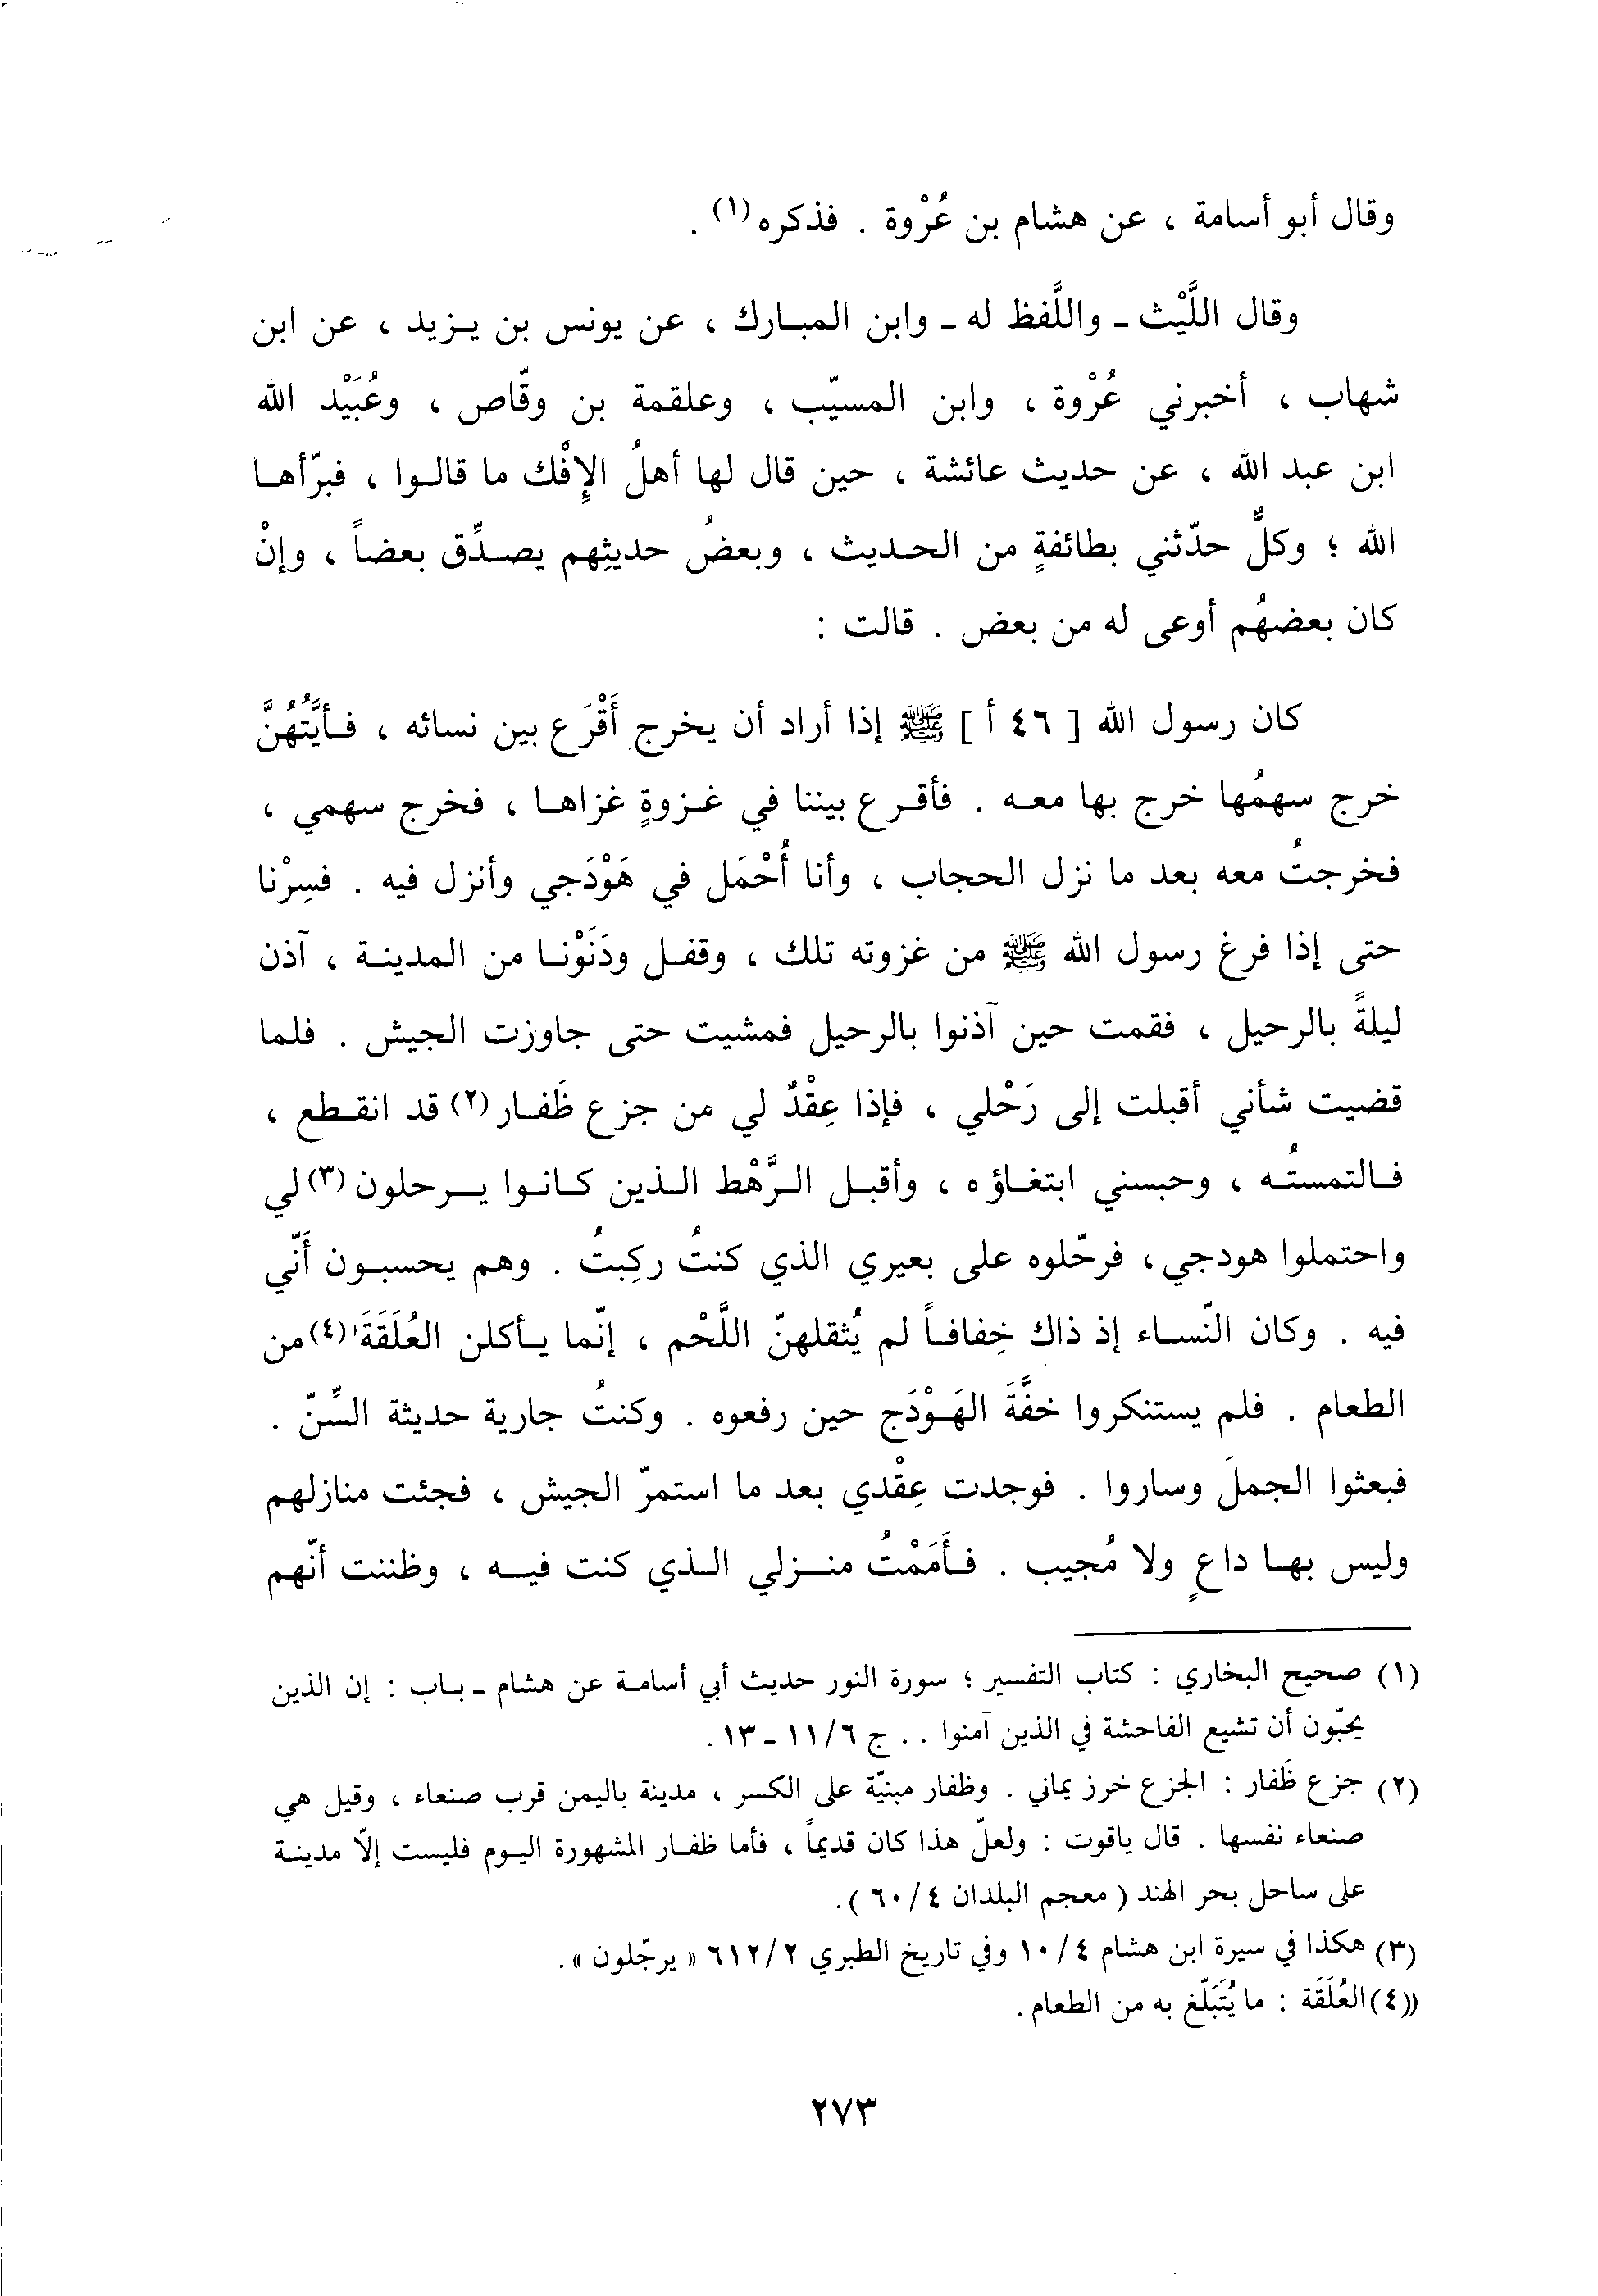 وقال أبو أسامة ، عن هشام بن عُرْوة . فذكره(١) .
وقال اللَّيْث ـ واللَّفظ له ـ وابن المبارك ، عن يونس بن يزيد ، عن ابن
شهاب ، أخبرني عُرْوة ، وابن المسيّب ، وعلقمة بن وقّاص ، وعُبَيْد الله
ابن عبد الله ، عن حديث عائشة ، حين قال لها أهلُ الإِفْك ما قالوا ، فبرّأها
الله ؛ وكلٌّ حدّثني بطائفةٍ من الحديث ، وبعضُ حديثِهم يصدِّق بعضاً ، وإنْ
كان بعضهُم أوعى له من بعض . قالت :
كان رسول الله [ ٤٦ أ ] ﷺ إذا أراد أن يخرج أَقْرَع بين نسائه ، فأيَّتُهُنَّ
خرج سهمُها خرج بها معه . فأقرع بيننا في غزوةٍ غزاها ، فخرج سهمي ،
فخرجتُ معه بعد ما نزل الحجاب ، وأنا أُحْمَل في هَوْدَجي وأنزل فيه . فسِرْنا
حتى إذا فرغ رسول الله ﷺ من غزوته تلك ، وقفل ودَنَوْنا من المدينة ، آذن
ليلةً بالرحيل ، فقمت حين آذنوا بالرحيل فمشيت حتى جاوزت الجيش . فلما
قضيت شأني أقبلت إلى رَحْلي ، فإذا عِقْدٌ لي من جزع ظَفار(٢) قد انقطع ،
فالتمستُه ، وحبسني ابتغاؤه ، وأقبل الرَّهْط الذين كانوا يرحلون(٣) لي
واحتملوا هودجي، فرحّلوه على بعيري الذي كنتُ ركِبتُ . وهم يحسبون أَنّي
فيه . وكان النّساء إذ ذاك خِفافاً لم يُثقلهنّ اللَّحْم ، إنّما يأكلن العُلَقَةَ(٤) من
الطعام . فلم يستنكروا خفَّةَ الهَوْدَج حين رفعوه . وكنتُ جارية حديثة السِّنّ .
فبعثوا الجملَ وساروا . فوجدت عِقْدي بعد ما استمرّ الجيش ، فجئت منازلهم
وليس بها داعٍ ولا مُجيب . فأَمَمْتُ منزلي الذي كنت فيه ، وظننت أنّهم
(١) صحيح البخاري : كتاب التفسير ؛ سورة النور حديث أبي أسامة عن هشام ـ باب : إن الذين
يحبّون أن تشيع الفاحشة في الذين آمنوا . . ج ٦/ ١١ ـ ١٣.
(٢) جزع ظَفار : الجزع خرز يماني . وظفار مبنيّة على الكسر ، مدينة باليمن قرب صنعاء ، وقيل هي
صنعاء نفسها . قال ياقوت : ولعلّ هذا كان قديماً ، فأما ظفار المشهورة اليوم فليست إلّا مدينة
على ساحل بحر الهند ( معجم البلدان ٤/ ٦٠ ).
(٣) هكذا في سيرة ابن هشام ٤/ ١٠ وفي تاريخ الطبري ٢/ ٦١٢ « يرجّلون ».
((٤) العُلَقَة : ما يُتَبَلّغ به من الطعام .
٢٧٣